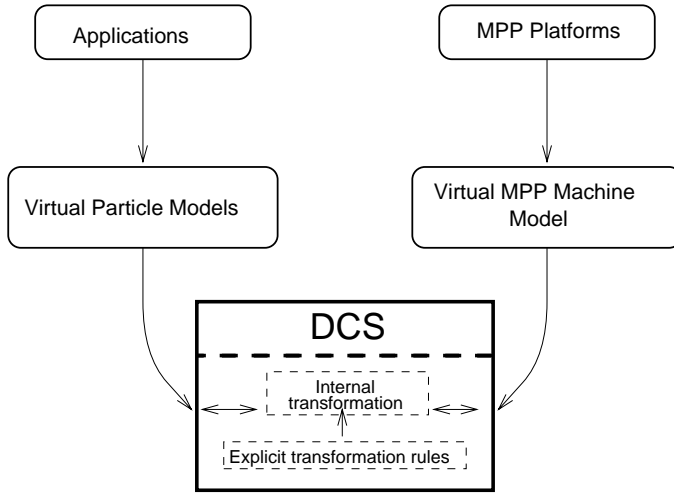 Applications
MPP Platforms
Virtual Particle Models
Virtual MPP Machine
Model
DCS
Internal
transformation
Explicit transformation rules